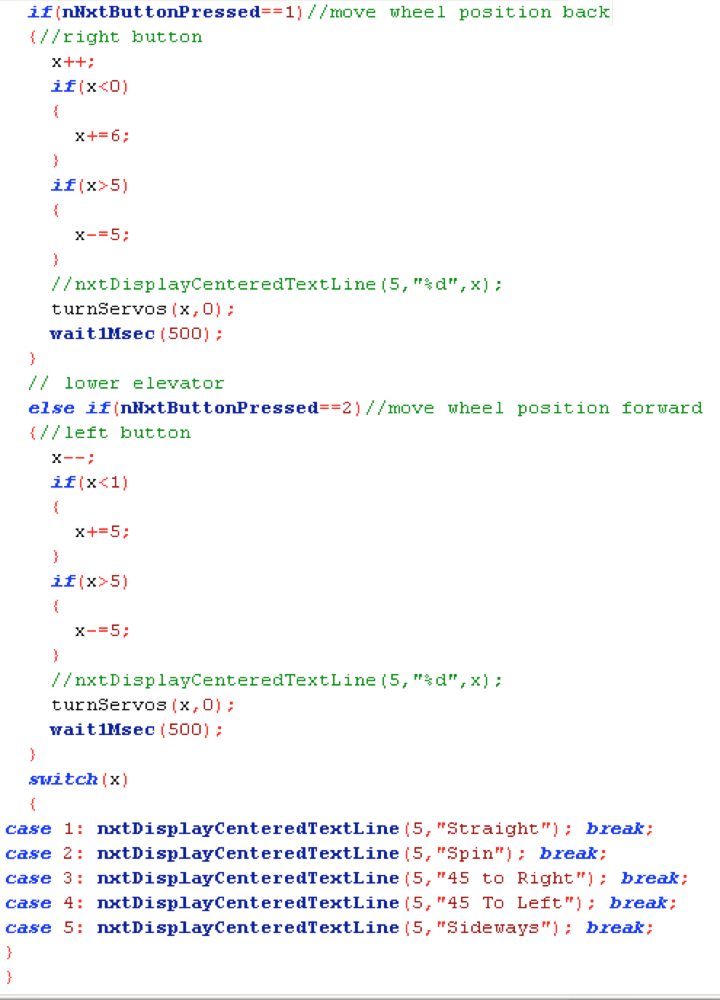 if(nNxtButtonPressed==1)//move wheel position back
{//right button
x++;
if(x<0)
{
x+=6;
}
if(x>5)
{
x-=5;
}
//nxtDisplayCenteredTextLine(5,"%d",x);
turnServos(x,0);
wait1Msec(500);
}
// lower elevator
else if(nNxtButtonPressed==2)//move wheel position forward
{//left button
x--;
if(x<1)
{
x+=5;
}
if(x>5)
{
x-=5;
}
//nxtDisplayCenteredTextLine(5,"%d",x);
turnServos(x,0);
wait1Msec(500);
}
switch(x)
{
case 1: nxtDisplayCenteredTextLine(5,"Straight"); break;
case 2: nxtDisplayCenteredTextLine(5,"Spin"); break;
case 3: nxtDisplayCenteredTextLine(5,"45 to Right"); break;
case 4: nxtDisplayCenteredTextLine(5,"45 To Left"); break;
case 5: nxtDisplayCenteredTextLine(5,"Sideways"); break;
}
}